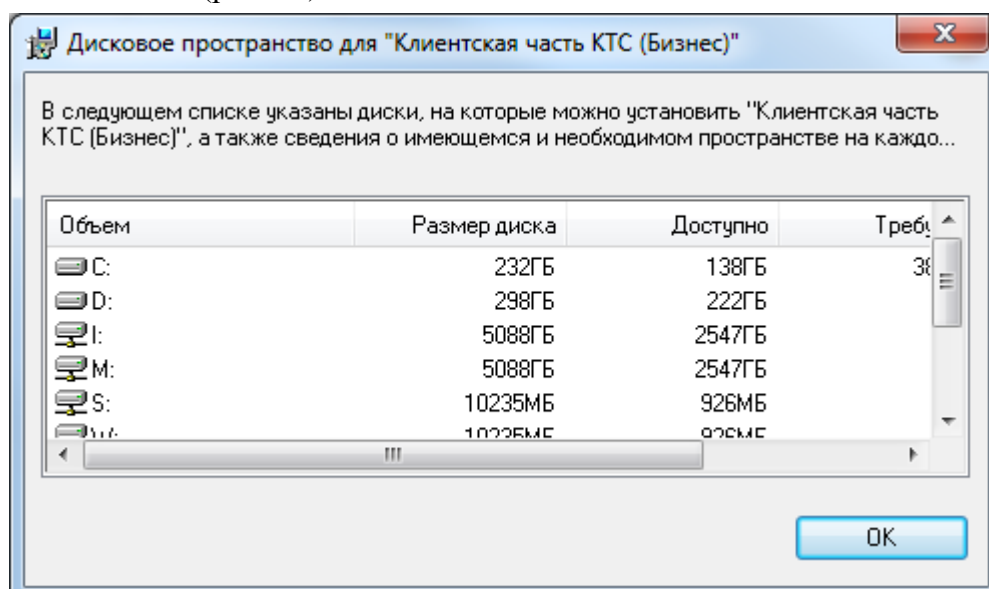 Дисковое пространство для "Клиентская часть КТС (Бизнес)"
В следующем списке указаны диски, на которые можно установить "Клиентская часть
КТС (Бизнес)", а также сведения о имеющемся и необходимом пространстве на каждо...
Объем Размер диска Доступно
C: 232ГБ 138ГБ
D: 298ГБ 222ГБ
I: 5088ГБ 2547ГБ
M: 5088ГБ 2547ГБ
S: 10235МБ 926МБ
10235МБ 926МБ
OK